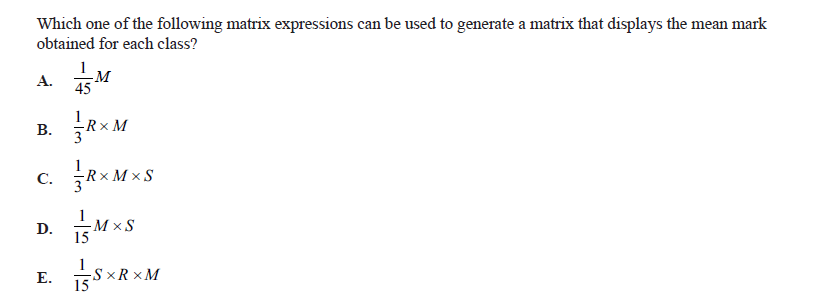 Which one of the following matrix expressions can be used to generate a matrix that displays the mean mark
obtained for each class?
A. 1/45 M
B. 1/3 R × M
C. 1/3 R × M × S
D. 1/15 M × S
E. 1/15 S × R × M